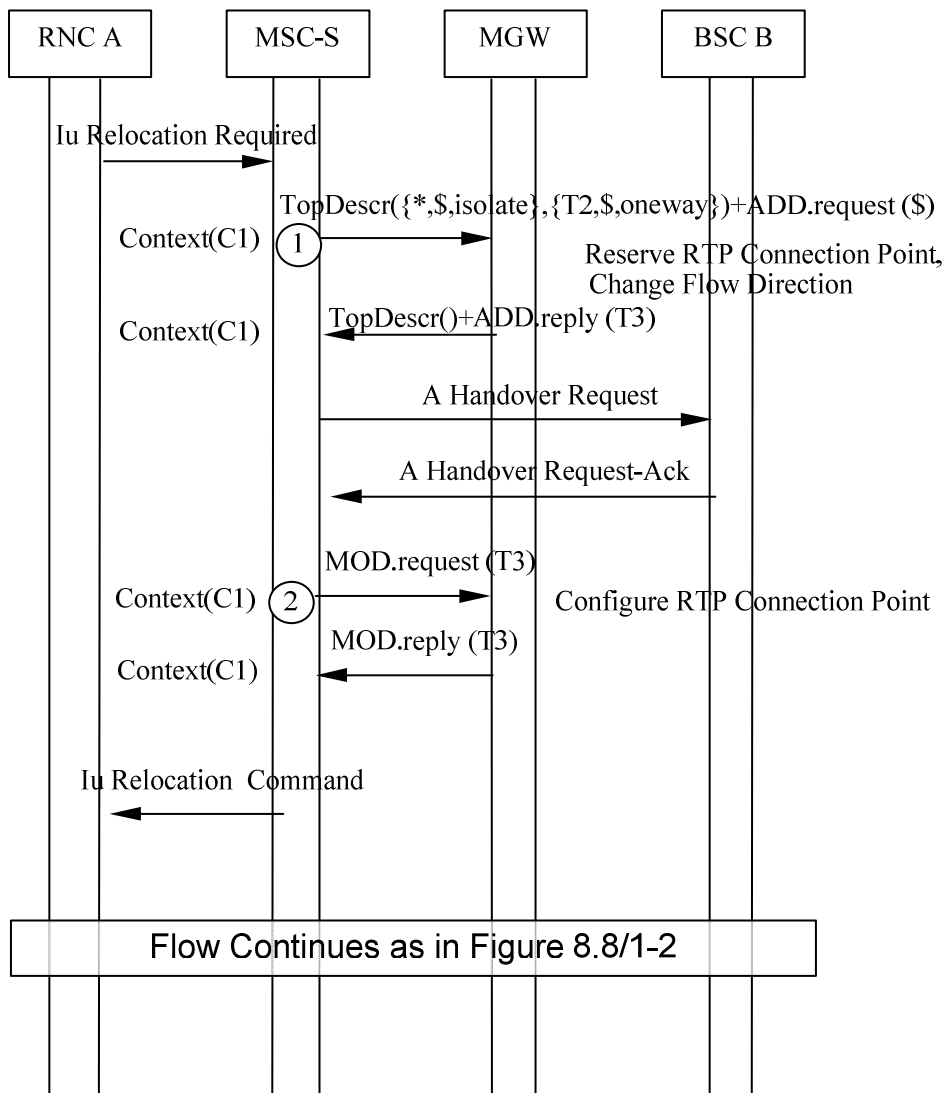 RNC A
MSC-S
MGW
BSC B
Iu Relocation Required
TopDescr({*,$,isolate},{T2,$,oneway})+ADD.request ($)
Context(C1)
1
Reserve RTP Connection Point,
Change Flow Direction
TopDescr()+ADD.reply (T3)
Context(C1)
A Handover Request
A Handover Request-Ack
MOD.request (T3)
Context(C1)
2
Configure RTP Connection Point
MOD.reply (T3)
Context(C1)
Iu Relocation Command
Flow Continues as in Figure 8.8/1-2